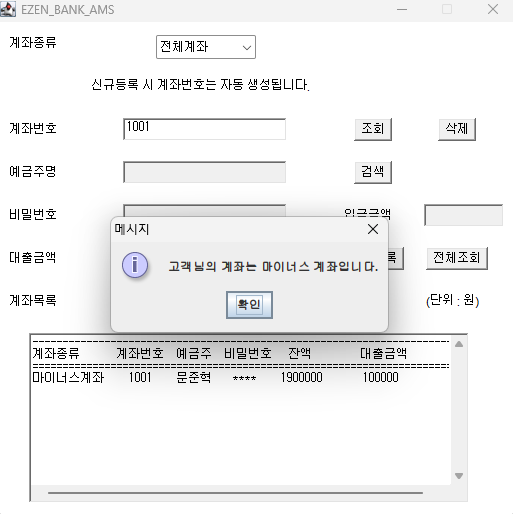 EZEN_BANK_AMS
계좌종류 전체계좌
신규등록 시 계좌번호는 자동 생성됩니다.
계좌번호 1001 조회 삭제
예금주명 검색
비밀번호 입금금액
메시지
고객님의 계좌는 마이너스 계좌입니다.
확인
대출금액 록 전체조회
계좌목록 (단위 : 원)
계좌종류 계좌번호 예금주 비밀번호 잔액 대출금액
마이너스계좌 1001 문준혁 **** 1900000 100000